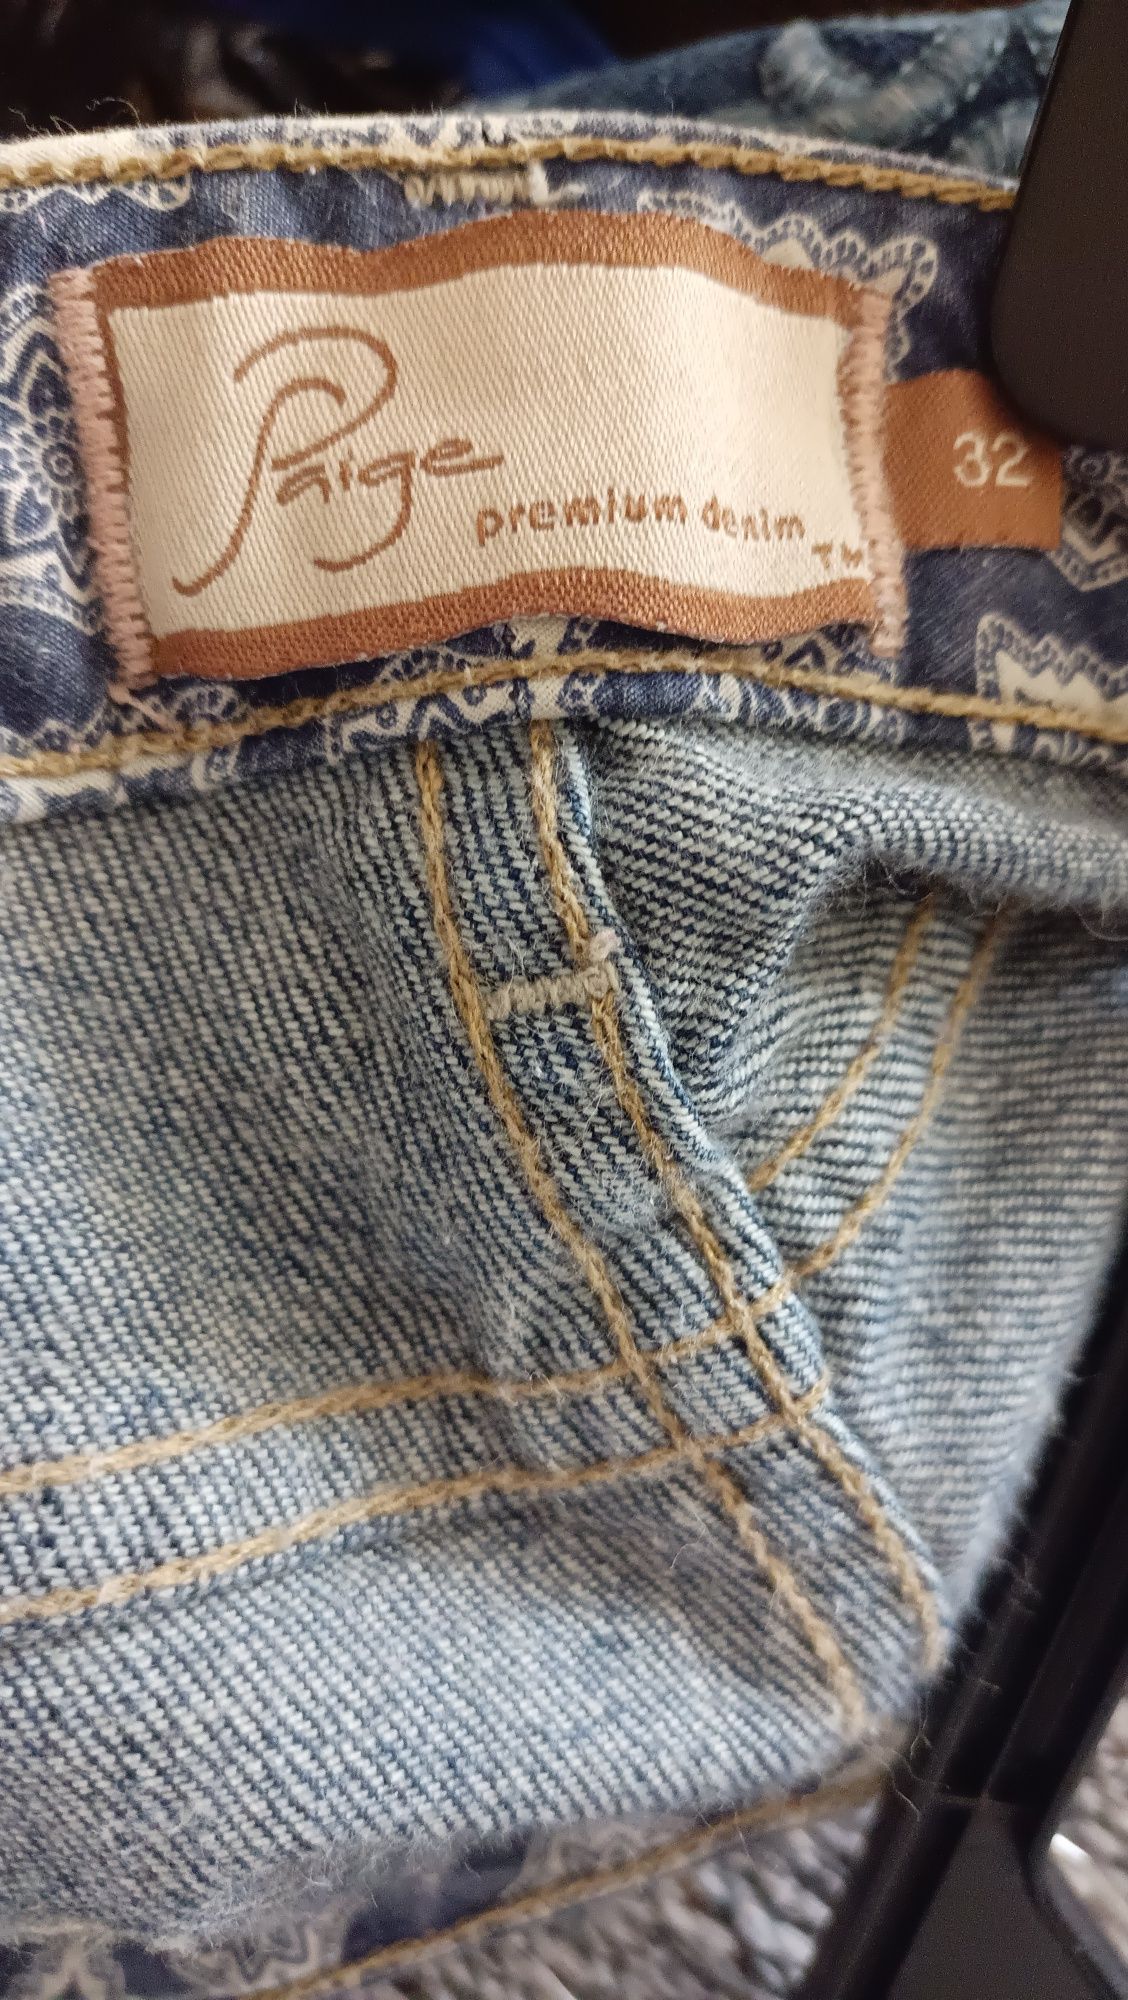 Paige
premium denim
TM
32